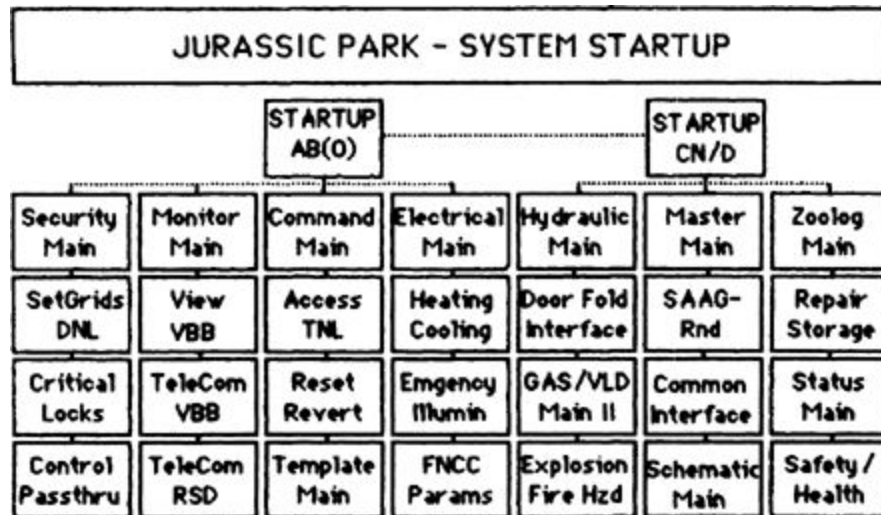 JURASSIC PARK - SYSTEM STARTUP
STARTUP STARTUP
AB(0) CN/D
Security Monitor Command Electrical Hydraulic Master Zoolog
Main Main Main Main Main Main Main
SetGrids View Access Heating Door Fold SAAG- Repair
DNL VBB TNL Cooling Interface Rnd Storage
Critical TeleCom Reset Emgency GAS/VLD Common Status
Locks VBB Revert Illumin Main II Interface Main
Control TeleCom Template FNCC Explosion Schematic Safety/
Passthru RSD Main Params Fire Hzd Main Health